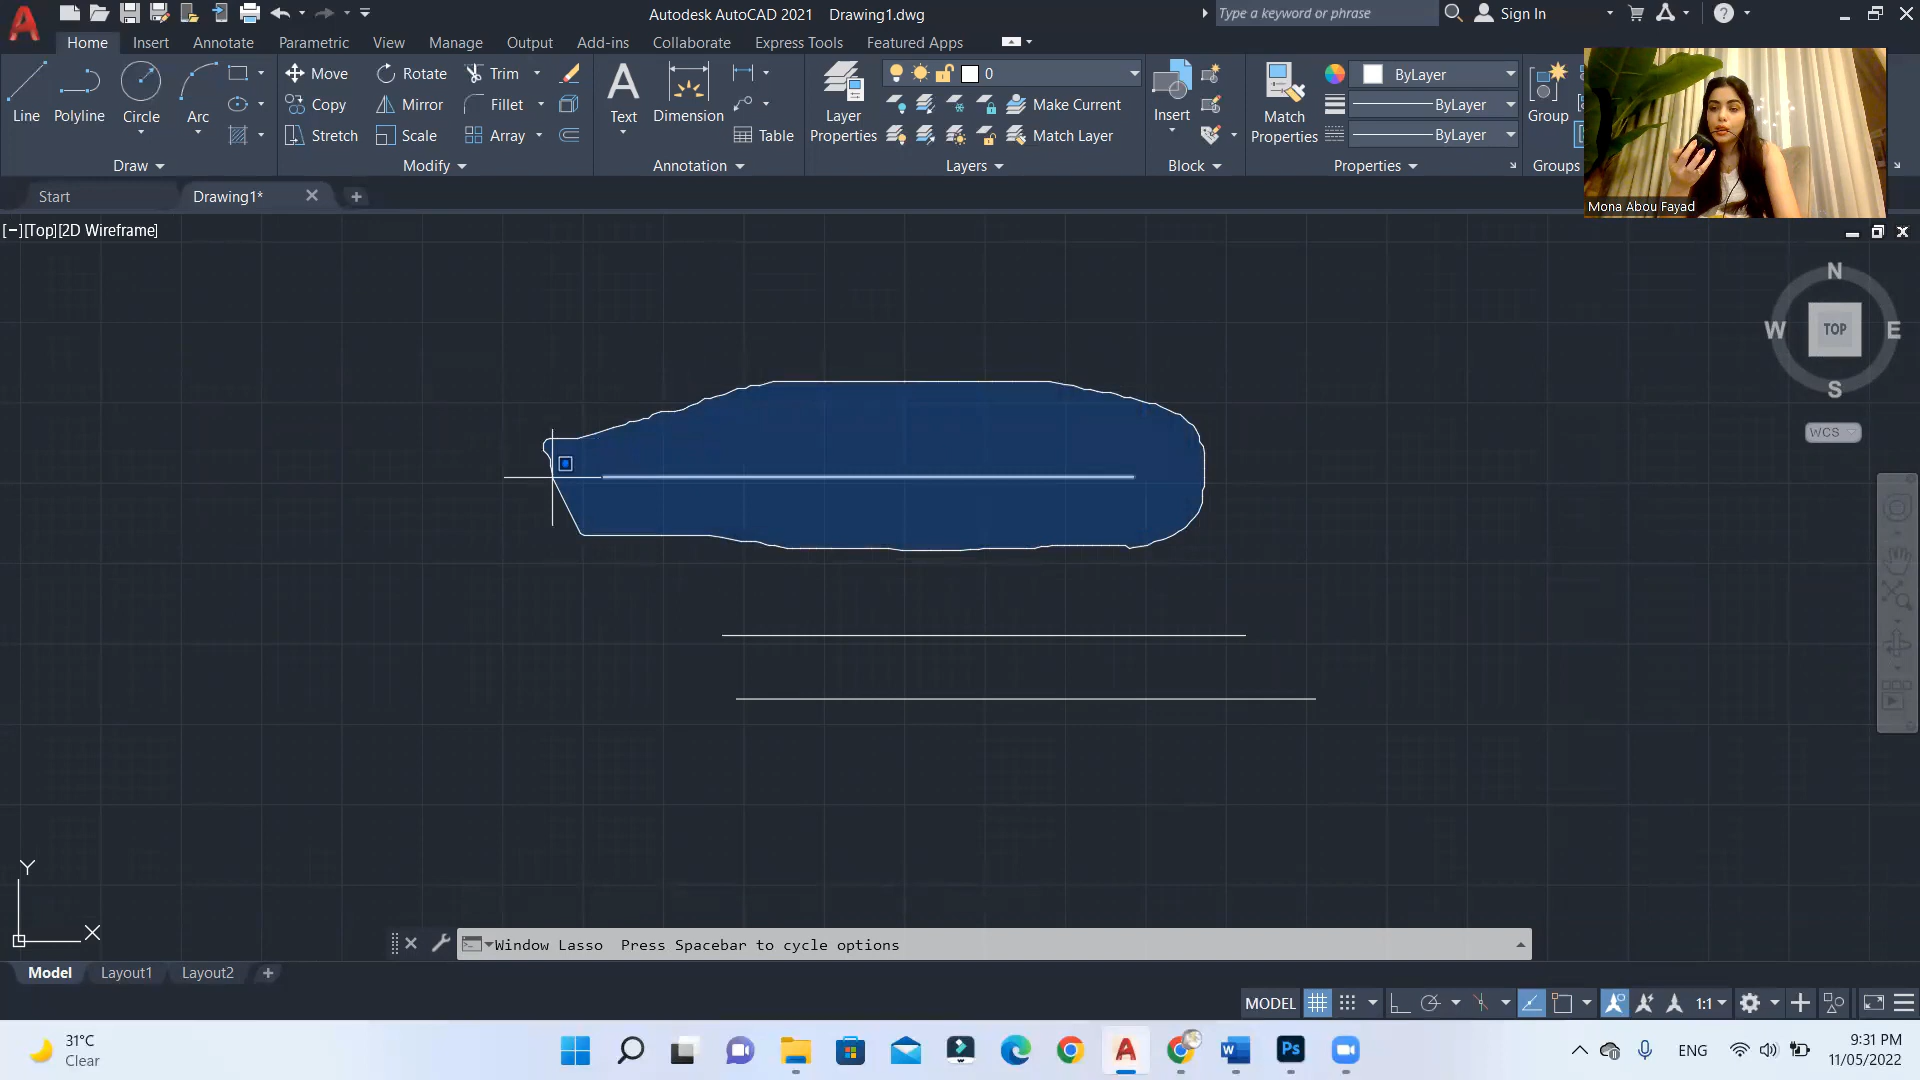 Autodesk AutoCAD 2021 Drawing1.dwg
Type a keyword or phrase
Sign In
Home Insert Annotate Parametric View Manage Output Add-ins Collaborate Express Tools Featured Apps
Line
Polyline
Circle
Arc
Draw
Move
Rotate
Trim
Copy
Mirror
Fillet
Stretch
Scale
Array
Modify
Text
Dimension
Table
Annotation
Layer
Properties
0
Make Current
Match Layer
Layers
Insert
Block
Match
Properties
ByLayer
ByLayer
ByLayer
Properties
Group
Groups
Mona Abou Fayad
Start
Drawing1*
[−][Top][2D Wireframe]
N
W
TOP
E
S
WCS
Y
X
Window Lasso Press Spacebar to cycle options
Model Layout1 Layout2
MODEL
1:1
31°C
Clear
Ps
ENG
9:31 PM
11/05/2022